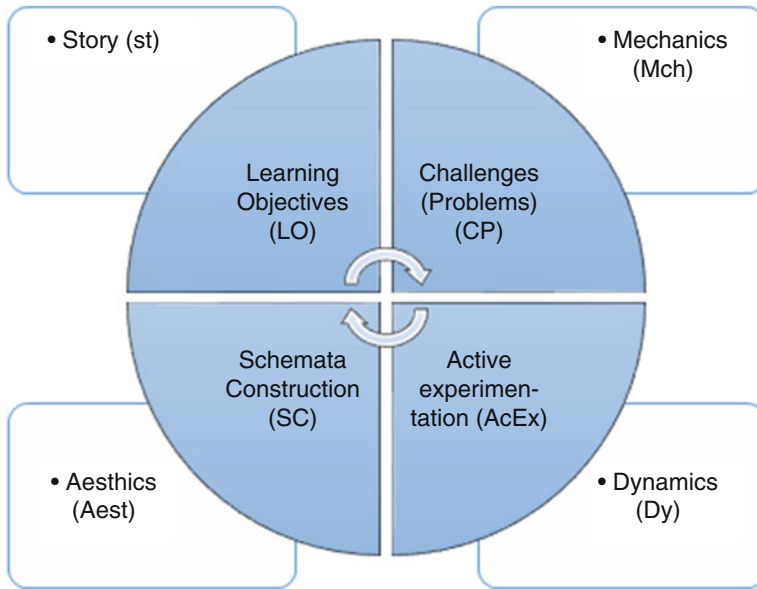 • Story (st)
• Mechanics
(Mch)
Learning
Objectives
(LO)
Challenges
(Problems)
(CP)
Schemata
Construction
(SC)
Active
experimen-
tation (AcEx)
• Aesthics
(Aest)
• Dynamics
(Dy)